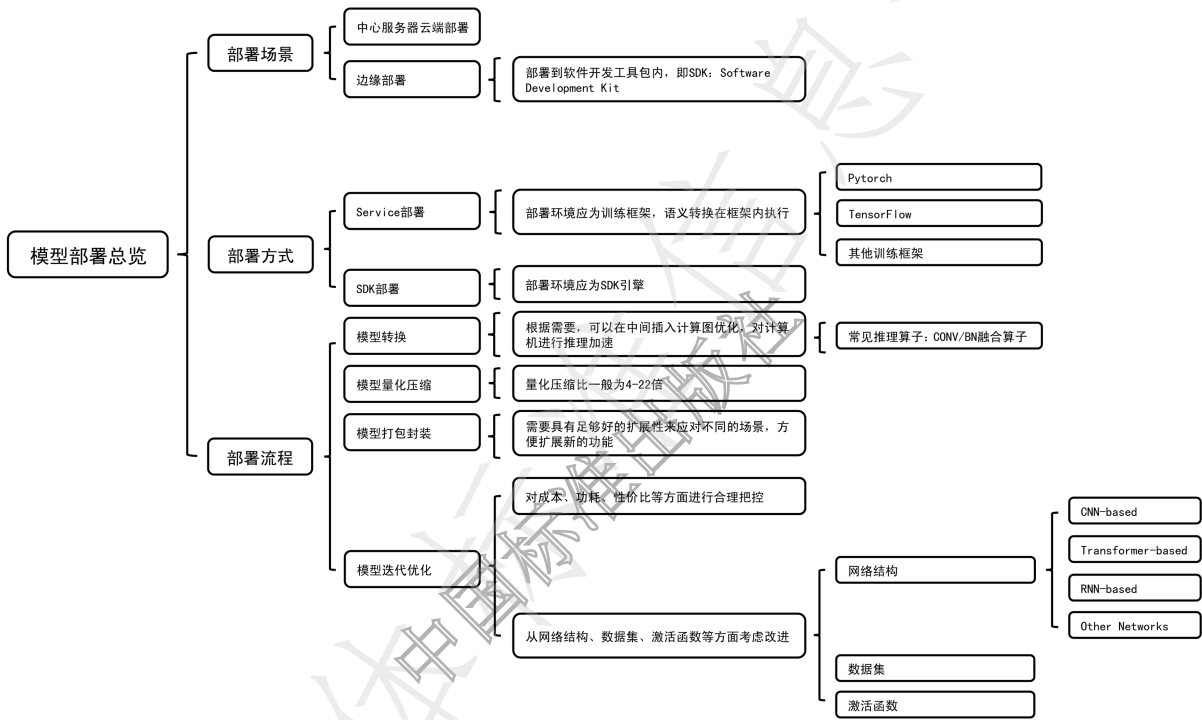 模型部署总览
部署场景
中心服务器云端部署
边缘部署
部署到软件开发工具包内，即SDK：Software
Development Kit
部署方式
Service部署
部署环境应为训练框架，语义转换在框架内执行
Pytorch
TensorFlow
其他训练框架
SDK部署
部署环境应为SDK引擎
部署流程
模型转换
根据需要，可以在中间插入计算图优化，对计算
机进行推理加速
常见推理算子：CONV/BN融合算子
模型量化压缩
量化压缩比一般为4-22倍
模型打包封装
需要具有足够好的扩展性来应对不同的场景，方
便扩展新的功能
模型迭代优化
对成本、功耗、性价比等方面进行合理把控
从网络结构、数据集、激活函数等方面考虑改进
网络结构
CNN-based
Transformer-based
RNN-based
Other Networks
数据集
激活函数
中国标准出版社